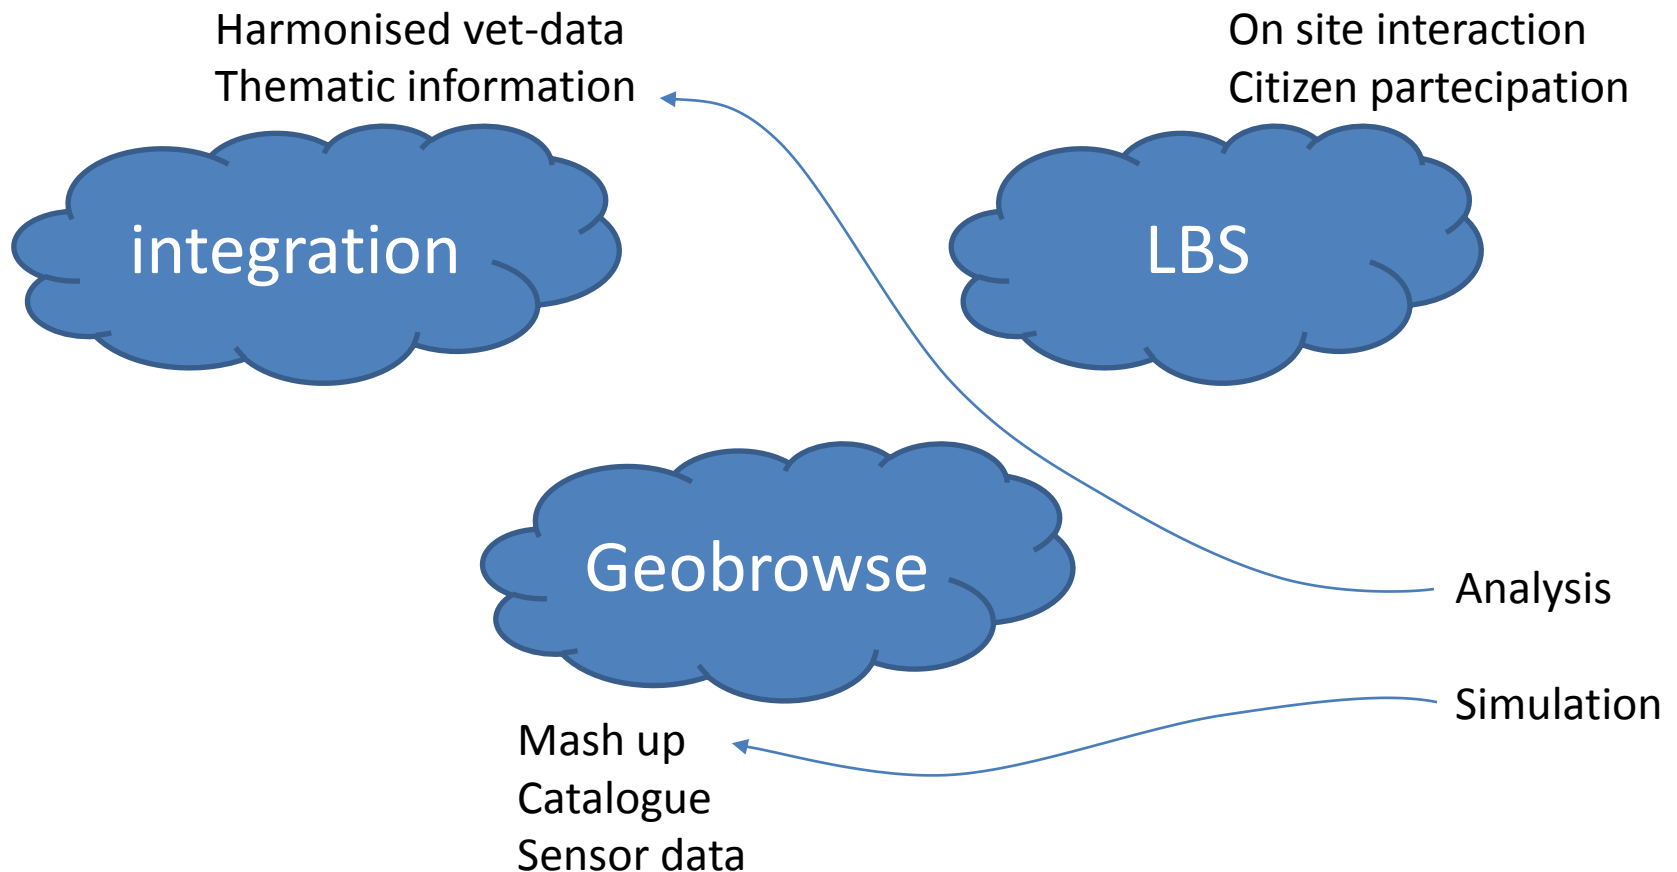 Harmonised vet-data
Thematic information
On site interaction
Citizen partecipation
integration
LBS
Geobrowse
Analysis
Simulation
Mash up
Catalogue
Sensor data